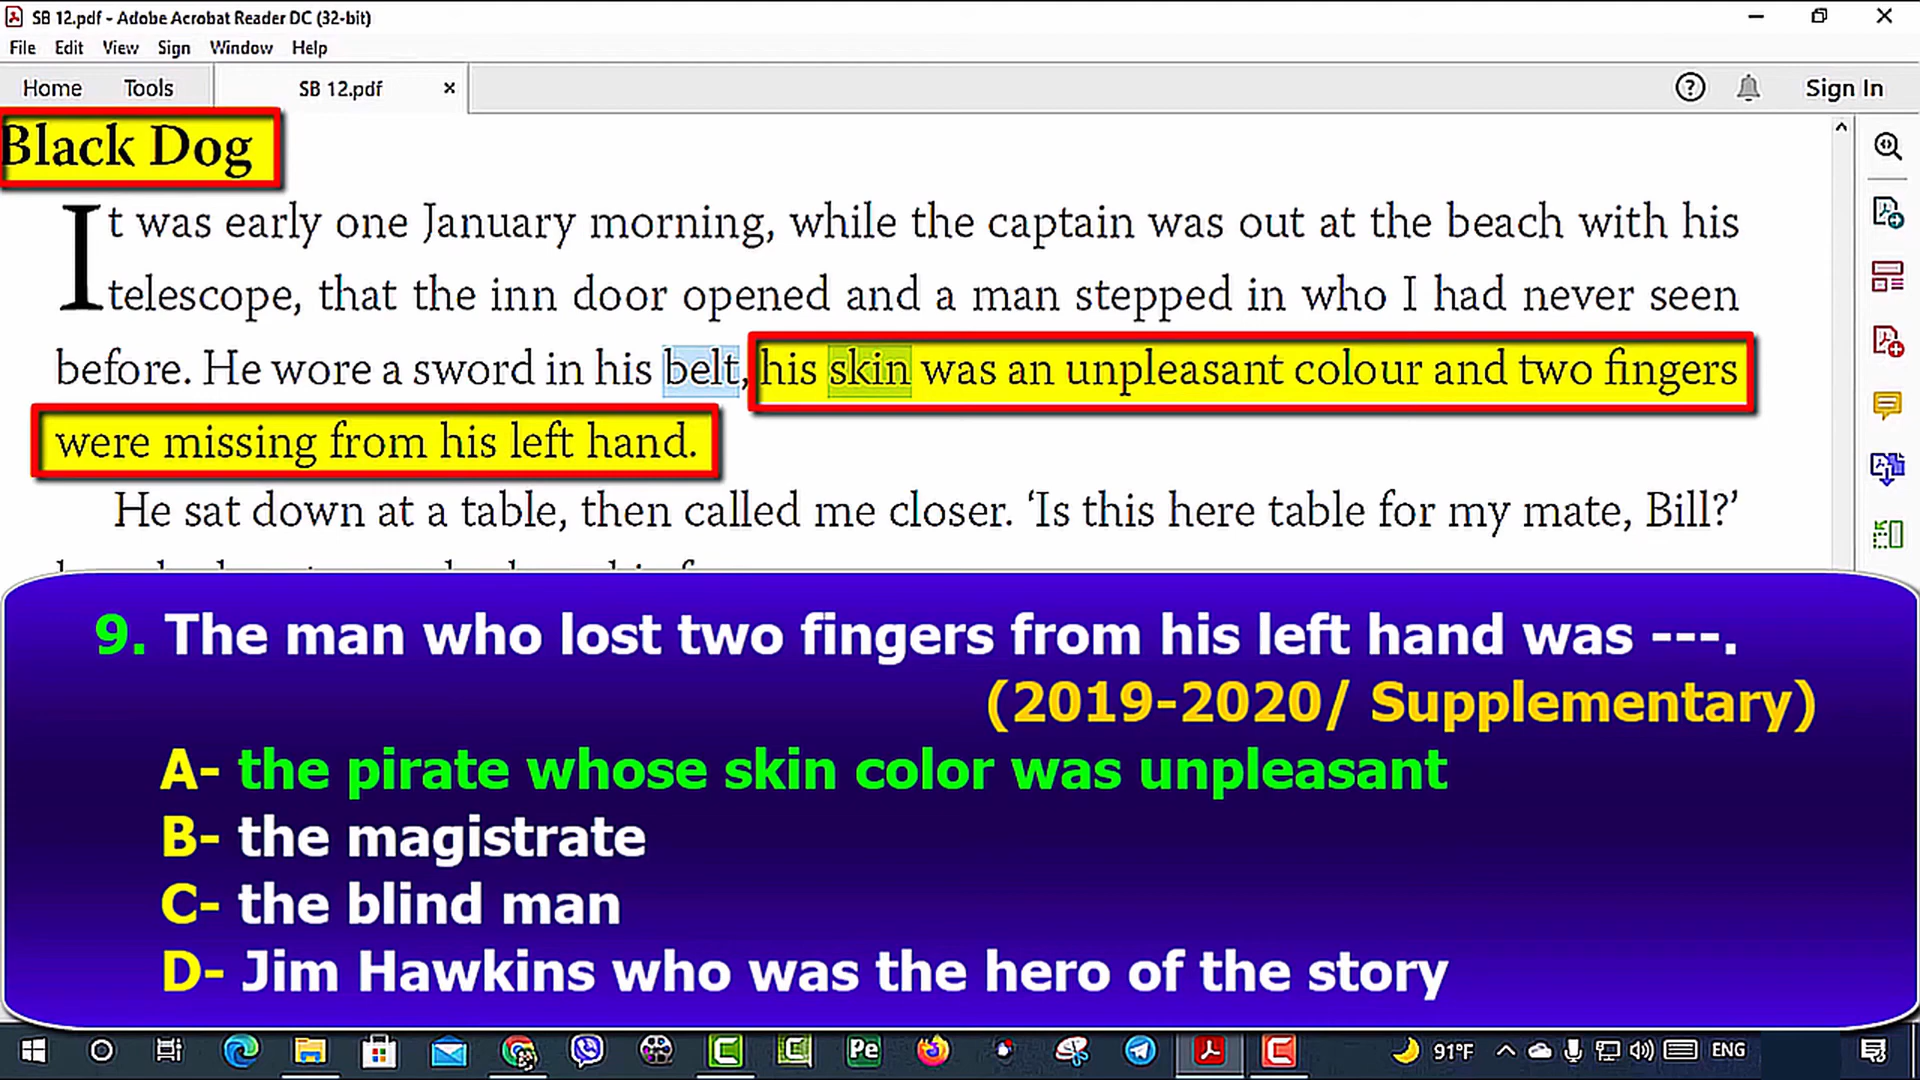 SB 12.pdf - Adobe Acrobat Reader DC (32-bit)
File Edit View Sign Window Help
Home Tools SB 12.pdf × Sign In
Black Dog
It was early one January morning, while the captain was out at the beach with his
telescope, that the inn door opened and a man stepped in who I had never seen
before. He wore a sword in his belt, his skin was an unpleasant colour and two fingers
were missing from his left hand.
He sat down at a table, then called me closer. ‘Is this here table for my mate, Bill?’
9. The man who lost two fingers from his left hand was ---.
(2019-2020/ Supplementary)
A- the pirate whose skin color was unpleasant
B- the magistrate
C- the blind man
D- Jim Hawkins who was the hero of the story
91°F ENG